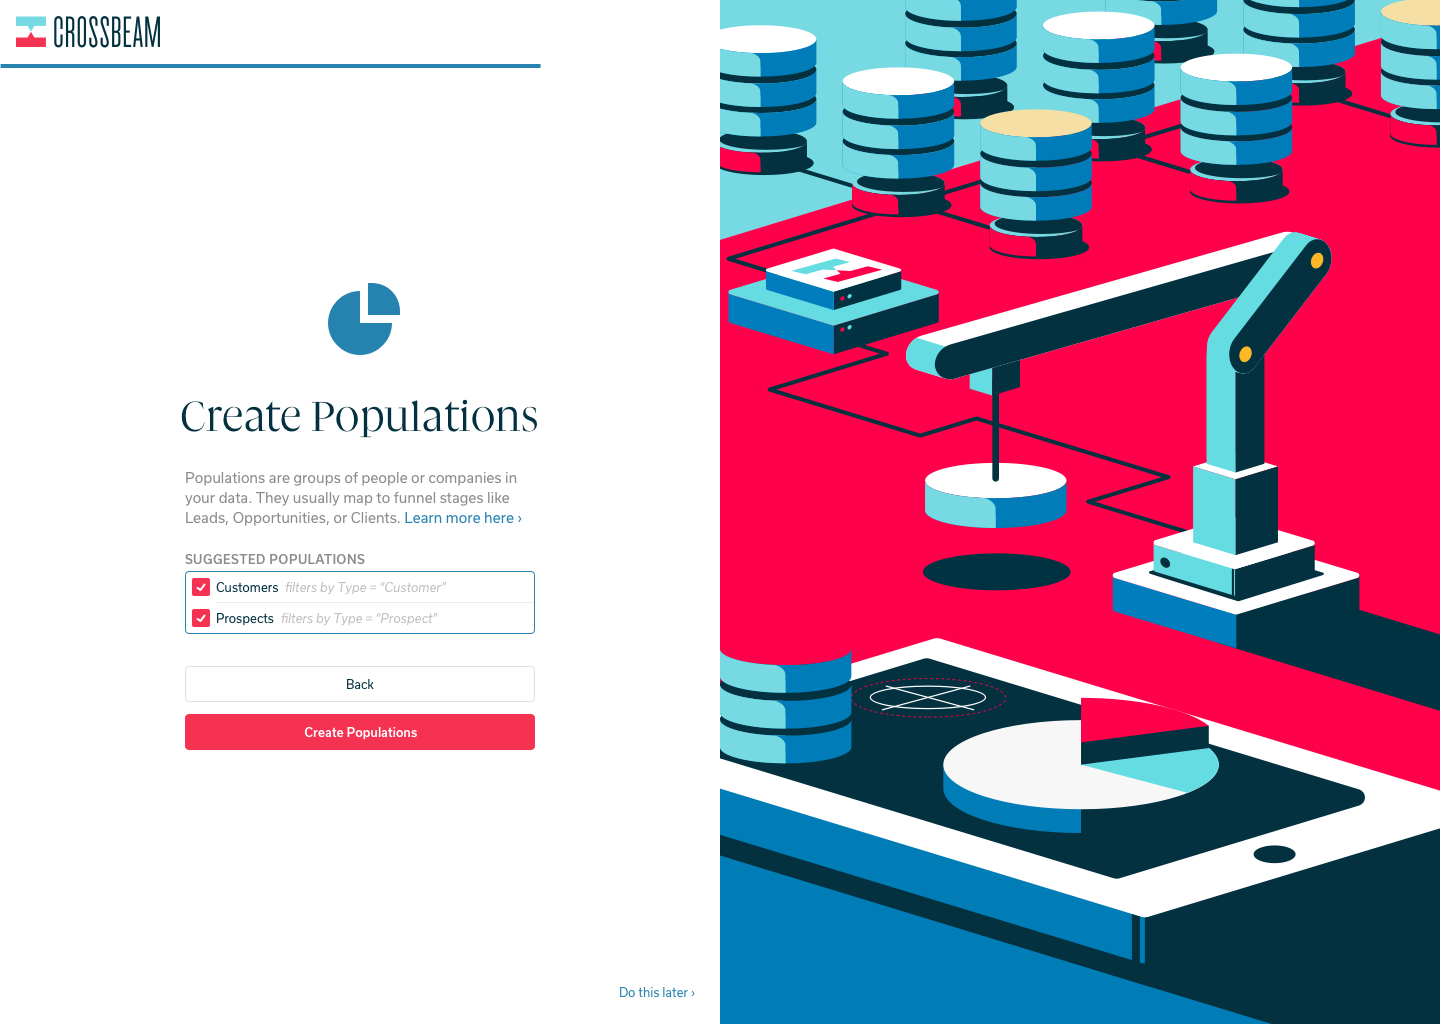 CROSSBEAM
Create Populations
Populations are groups of people or companies in
your data. They usually map to funnel stages like
Leads, Opportunities, or Clients. Learn more here ›
SUGGESTED POPULATIONS
Customers filters by Type = “Customer”
Prospects filters by Type = “Prospect”
Back
Create Populations
Do this later ›